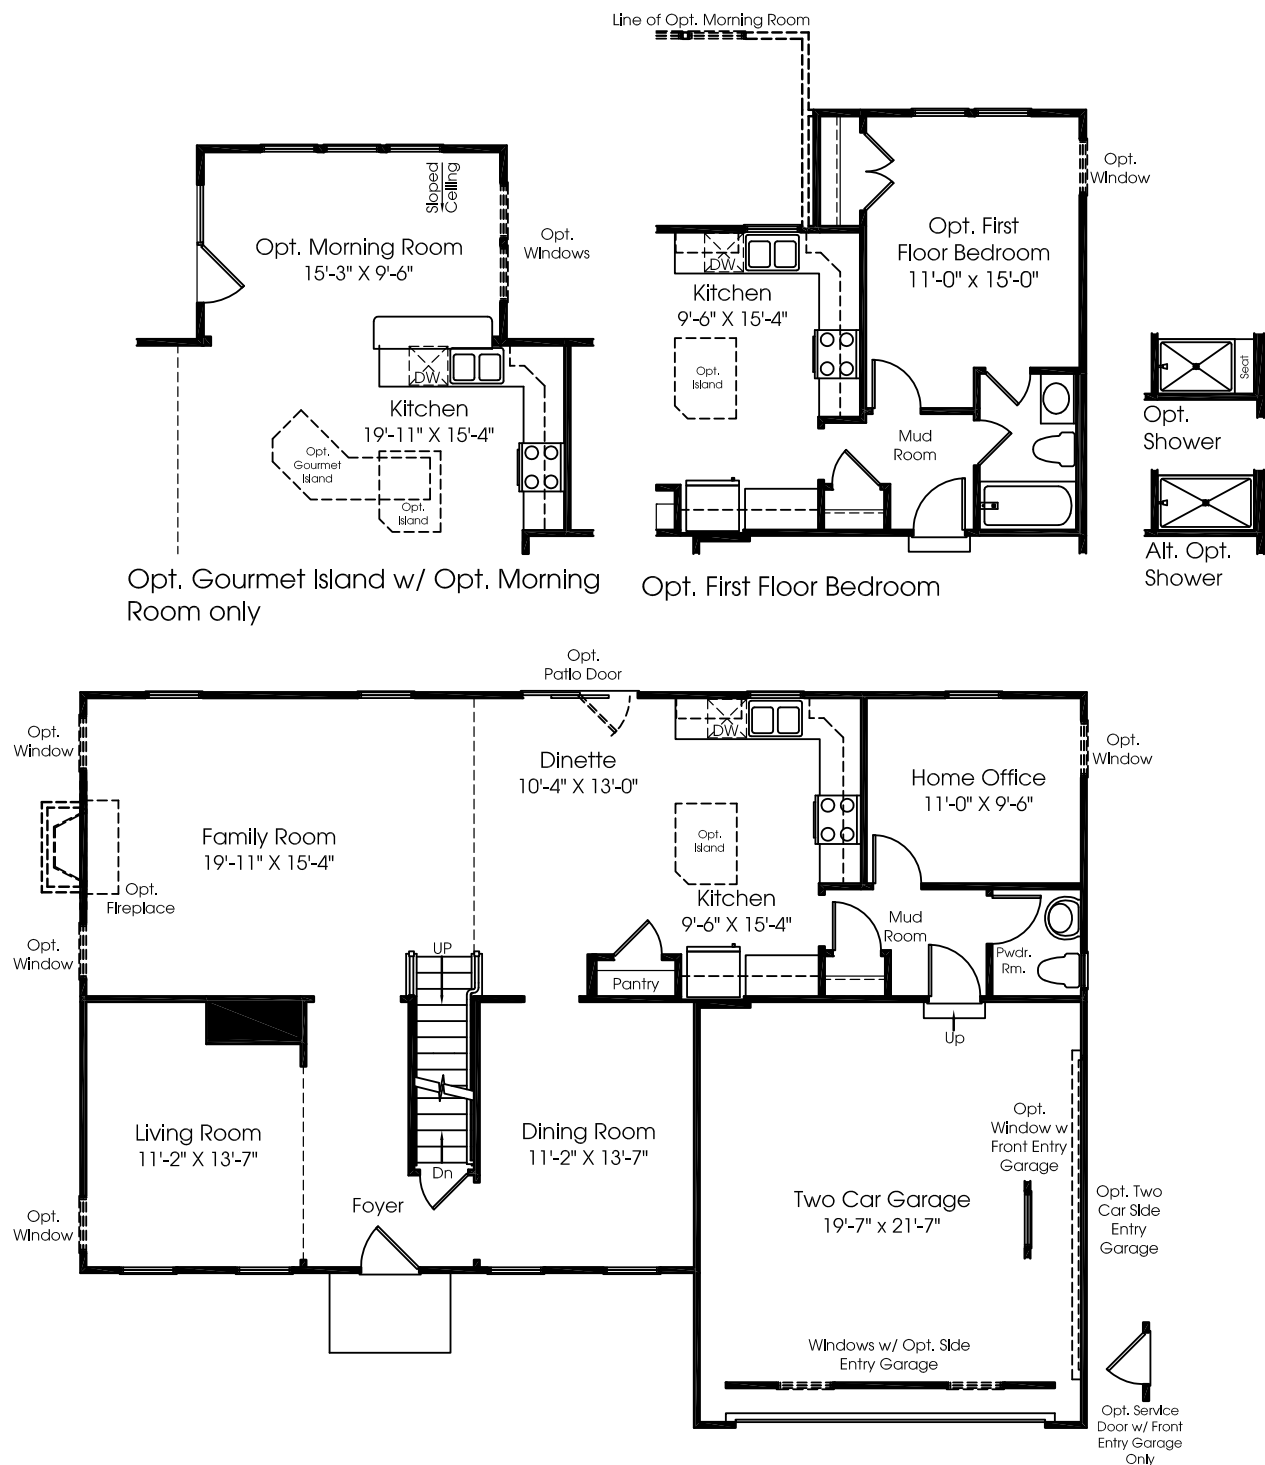 Line of Opt. Morning Room
Sloped
Ceiling
Opt. Morning Room
15'-3" X 9'-6"
Opt.
Windows
DW
Kitchen
19'-11" X 15'-4"
Opt.
Gourmet
Island
Opt.
Island
Opt. Gourmet Island w/ Opt. Morning
Room only
Opt.
Window
Opt. First
Floor Bedroom
11'-0" x 15'-0"
DW
Kitchen
9'-6" X 15'-4"
Opt.
Island
Mud
Room
Opt. First Floor Bedroom
Seat
Opt.
Shower
Alt. Opt.
Shower
Opt.
Patio Door
Opt.
Window
DW
Dinette
10'-4" X 13'-0"
Opt.
Window
Home Office
11'-0" X 9'-6"
Family Room
19'-11" X 15'-4"
Opt.
Island
Opt.
Fireplace
Kitchen
9'-6" X 15'-4"
Mud
Room
Opt.
Window
UP
Pantry
Pwdr.
Rm.
Up
Living Room
11'-2" X 13'-7"
Dining Room
11'-2" X 13'-7"
Opt.
Window w
Front Entry
Garage
Dn
Foyer
Two Car Garage
19'-7" x 21'-7"
Opt.
Window
Opt. Two
Car Side
Entry
Garage
Windows w/ Opt. Side
Entry Garage
Opt. Service
Door w/ Front
Entry Garage
Only